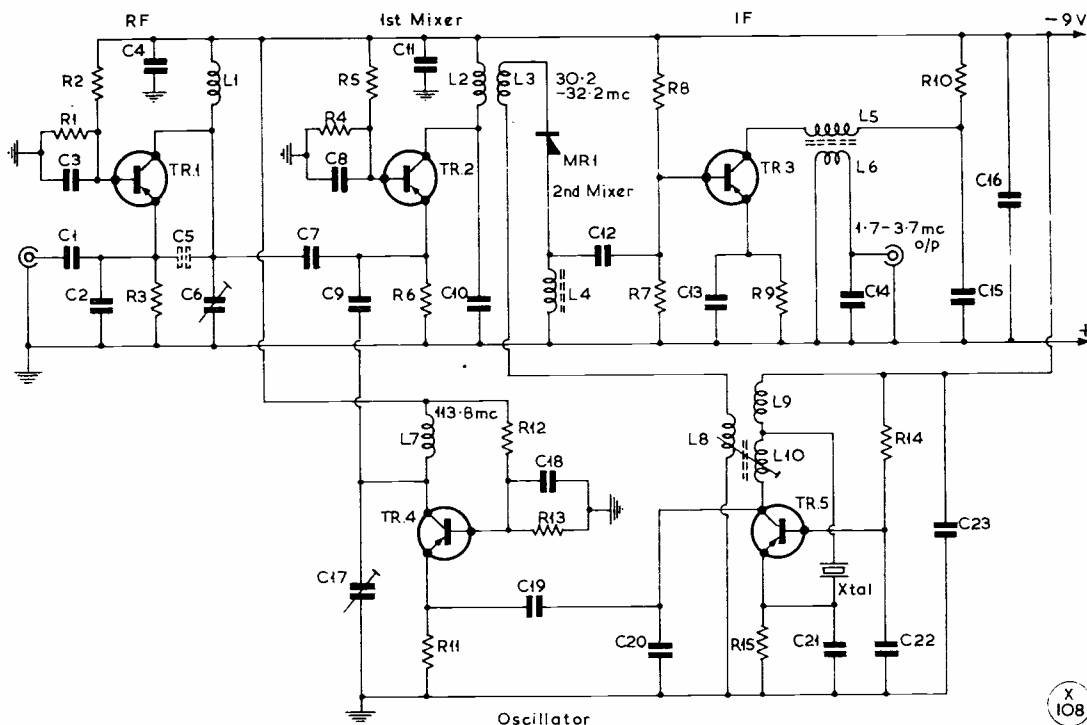 RF
1st Mixer
IF
-9V
C4
C11
R2
L1
R5
L2
L3
30·2
-32·2mc
R8
R10
R1
R4
L5
C3
TR.1
C8
TR.2
MR1
TR3
L6
C16
2nd Mixer
C1
C5
C7
C12
1·7-3·7mc
o/p
C2
R3
C6
C9
R6
C10
L4
R7
C13
R9
C14
C15
+
113·8mc
L7
R12
L9
L8
L10
R14
C18
TR.4
R13
TR.5
C23
C17
C19
Xtal
R11
C20
R15
C21
C22
Oscillator
X
108